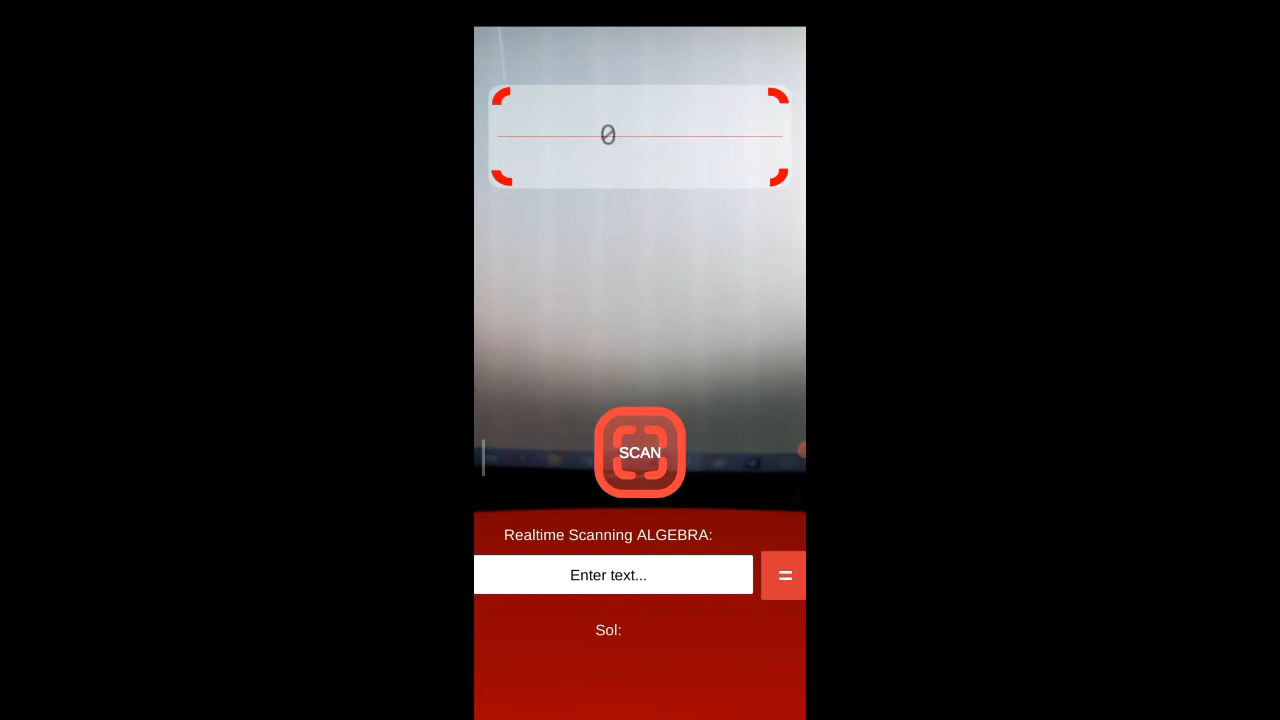 0
SCAN
Realtime Scanning ALGEBRA:
Enter text...
=
Sol: